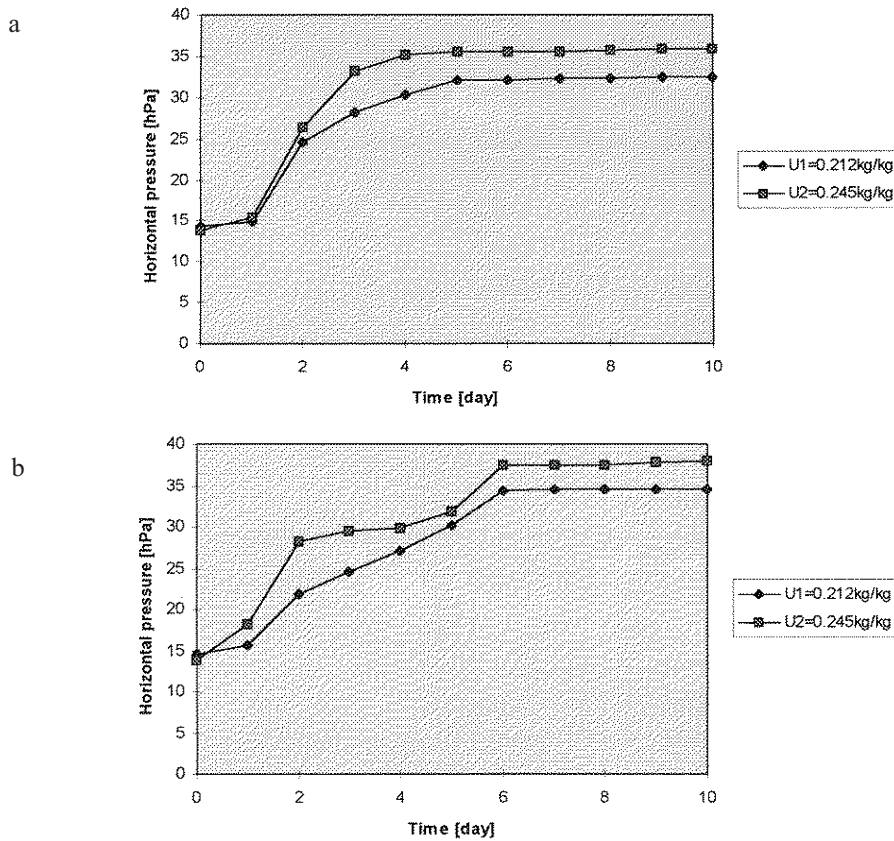 a
40
35
30
25
20
15
10
5
0
Horizontal pressure [hPa]
0 2 4 6 8 10
Time [day]
U1=0.212kg/kg
U2=0.245kg/kg
b
40
35
30
25
20
15
10
5
0
Horizontal pressure [hPa]
0 2 4 6 8 10
Time [day]
U1=0.212kg/kg
U2=0.245kg/kg